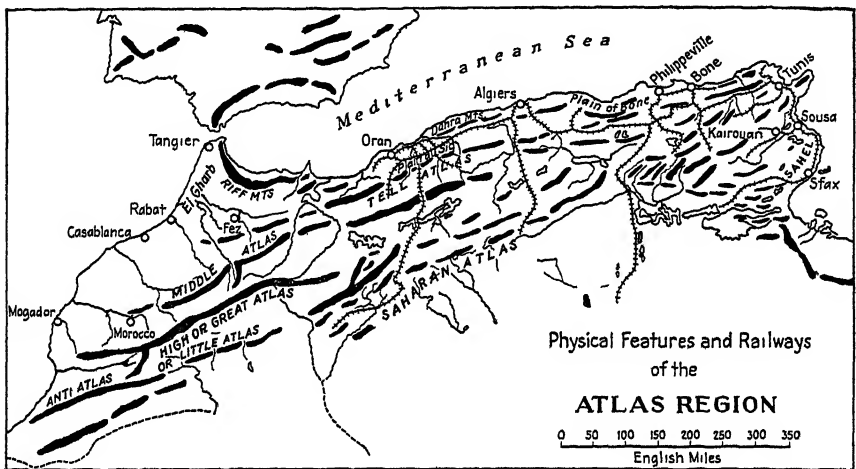 Mediterranean Sea
Philippeville
Bone
Tunis
Algiers
Plain of Bone
Dahra Mts.
Oran
Plain of Sig
Tangier
RIFF MTS
TELL ATLAS
Kairouan
Sousa
SAHEL
Sfax
El Gharb
Rabat
Fez
Casablanca
MIDDLE ATLAS
SAHARAN ATLAS
Mogador
Morocco
HIGH OR GREAT ATLAS
ANTI ATLAS OR LITTLE ATLAS
Physical Features and Railways
of the
ATLAS REGION
0 50 100 150 200 250 300 350
English Miles